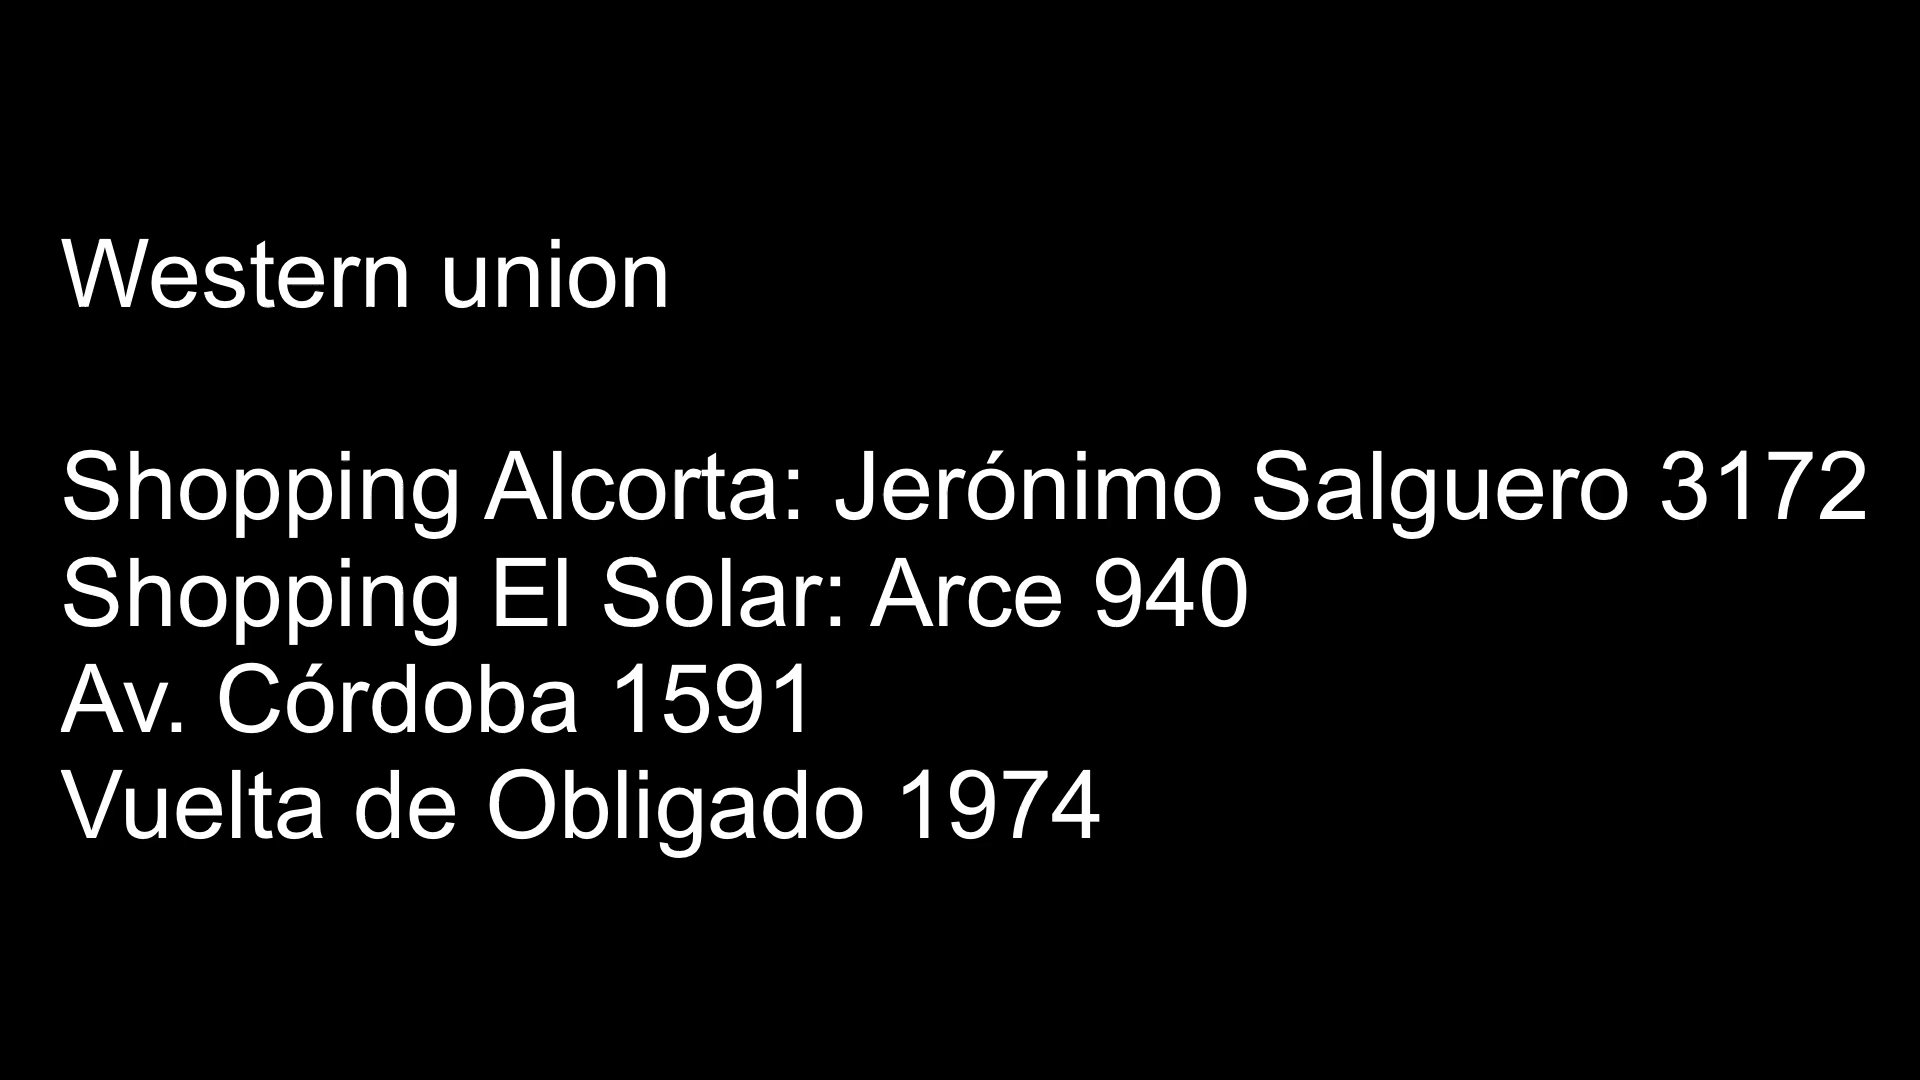 Western union
Shopping Alcorta: Jerónimo Salguero 3172
Shopping El Solar: Arce 940
Av. Córdoba 1591
Vuelta de Obligado 1974